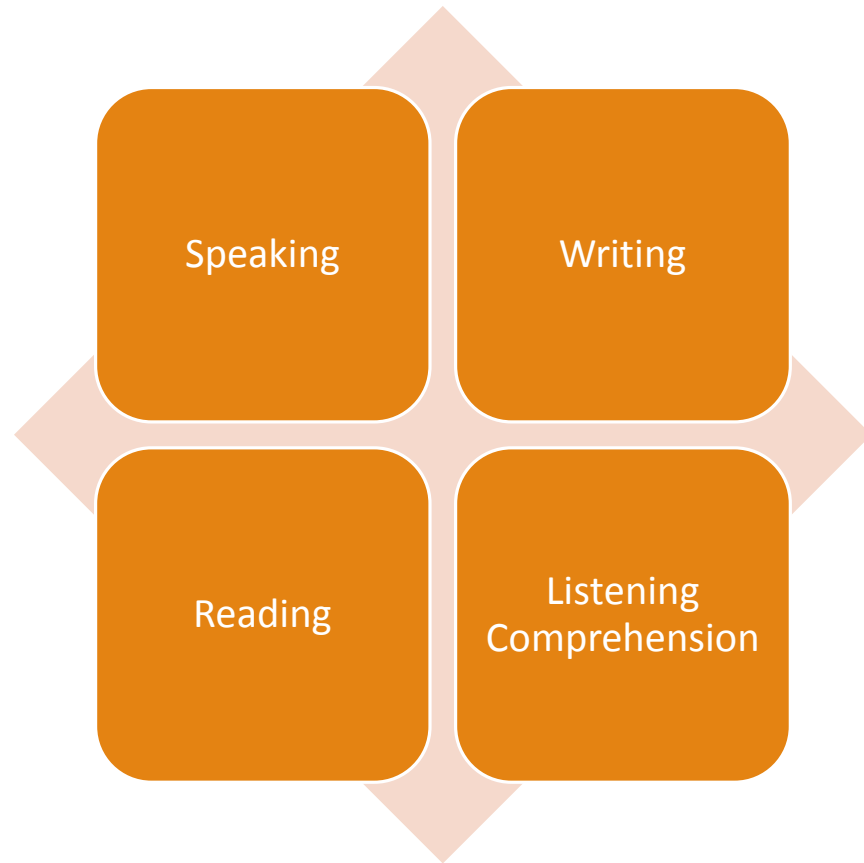 Speaking
Writing
Reading
Listening
Comprehension